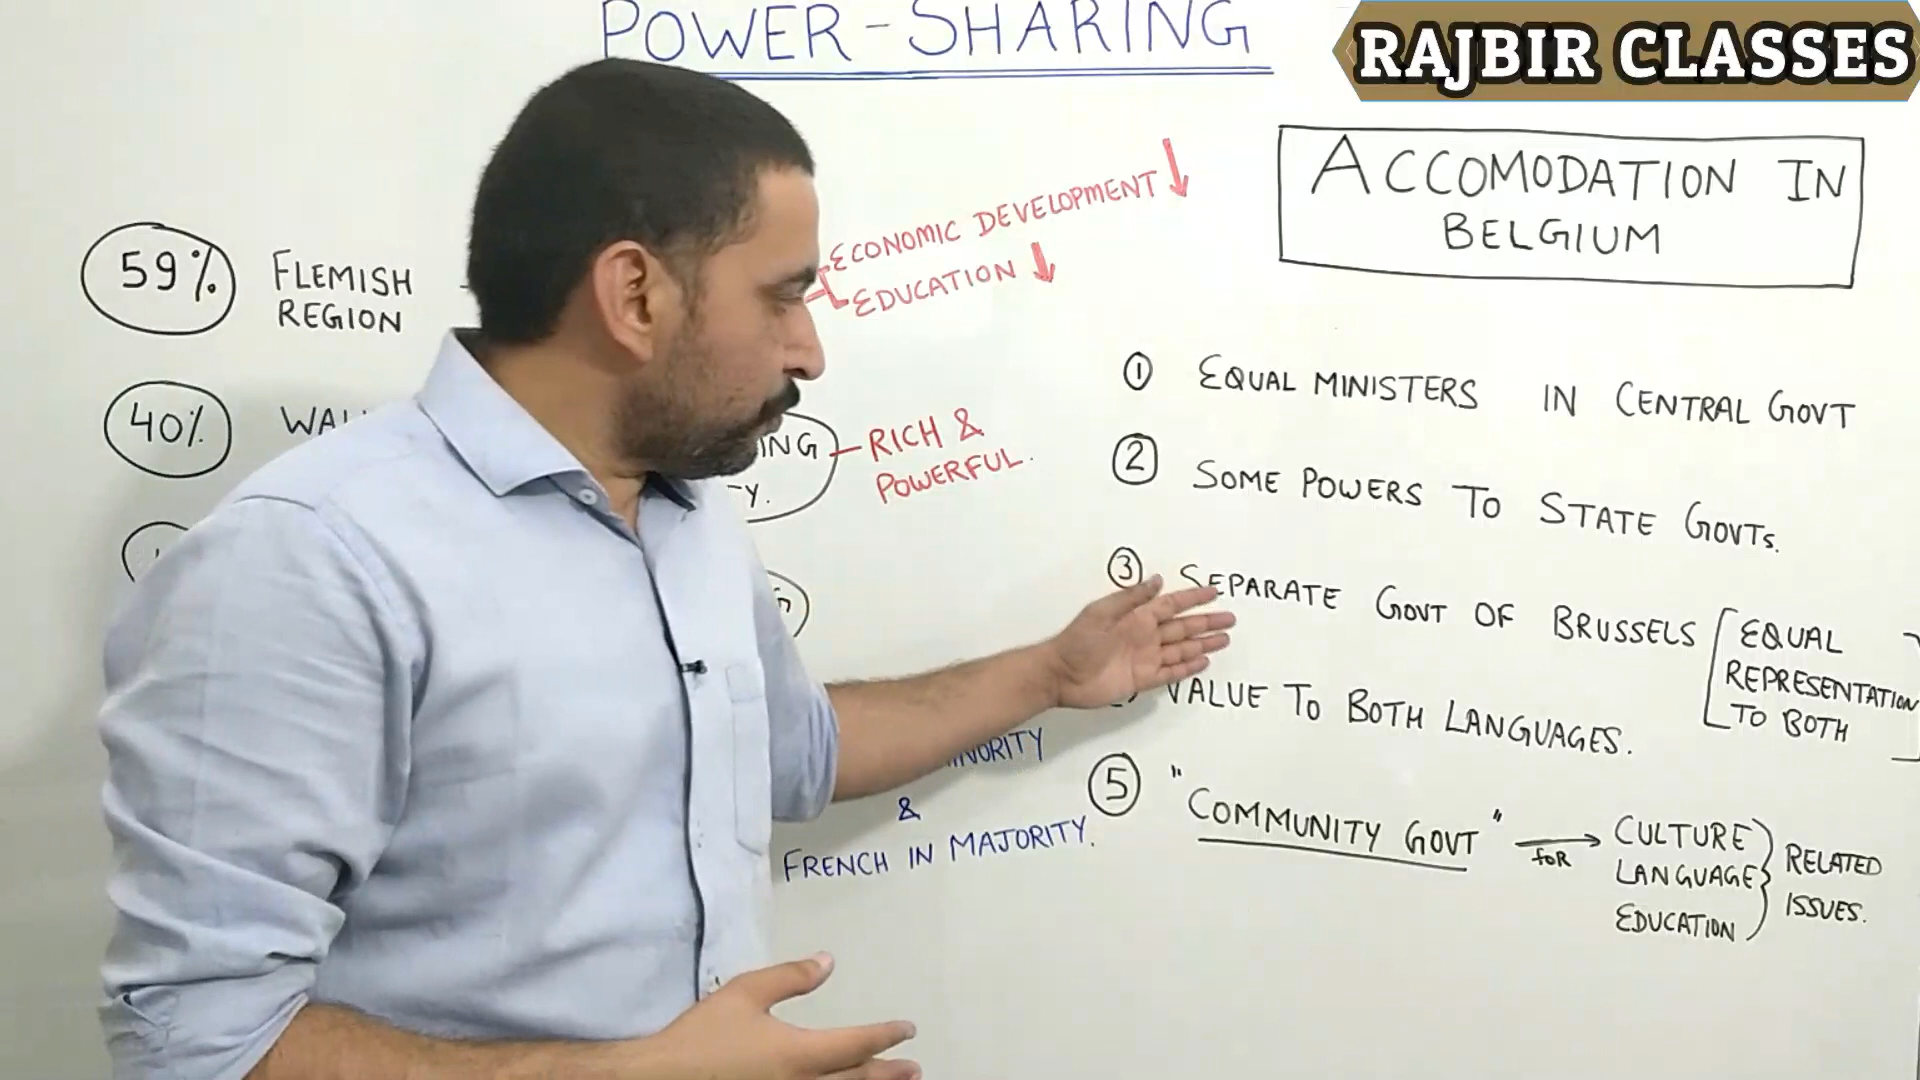 POWER-SHARING
RAJBIR CLASSES
ACCOMODATION IN
BELGIUM
59% FLEMISH
REGION
40%
ECONOMIC DEVELOPMENT ↓
EDUCATION ↓
RICH &
POWERFUL.
&
FRENCH IN MAJORITY.
① EQUAL MINISTERS IN CENTRAL GOVT
② SOME POWERS TO STATE GOVTS.
③ SEPARATE GOVT OF BRUSSELS [EQUAL
REPRESENTATION
TO BOTH]
VALUE TO BOTH LANGUAGES.
⑤ "COMMUNITY GOVT" → for CULTURE
LANGUAGE
EDUCATION
RELATED
ISSUES.